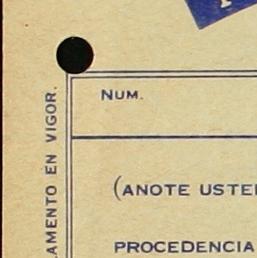 NUM.
(ANOTE USTE
PROCEDENCIA
AMENTO EN VIGOR.